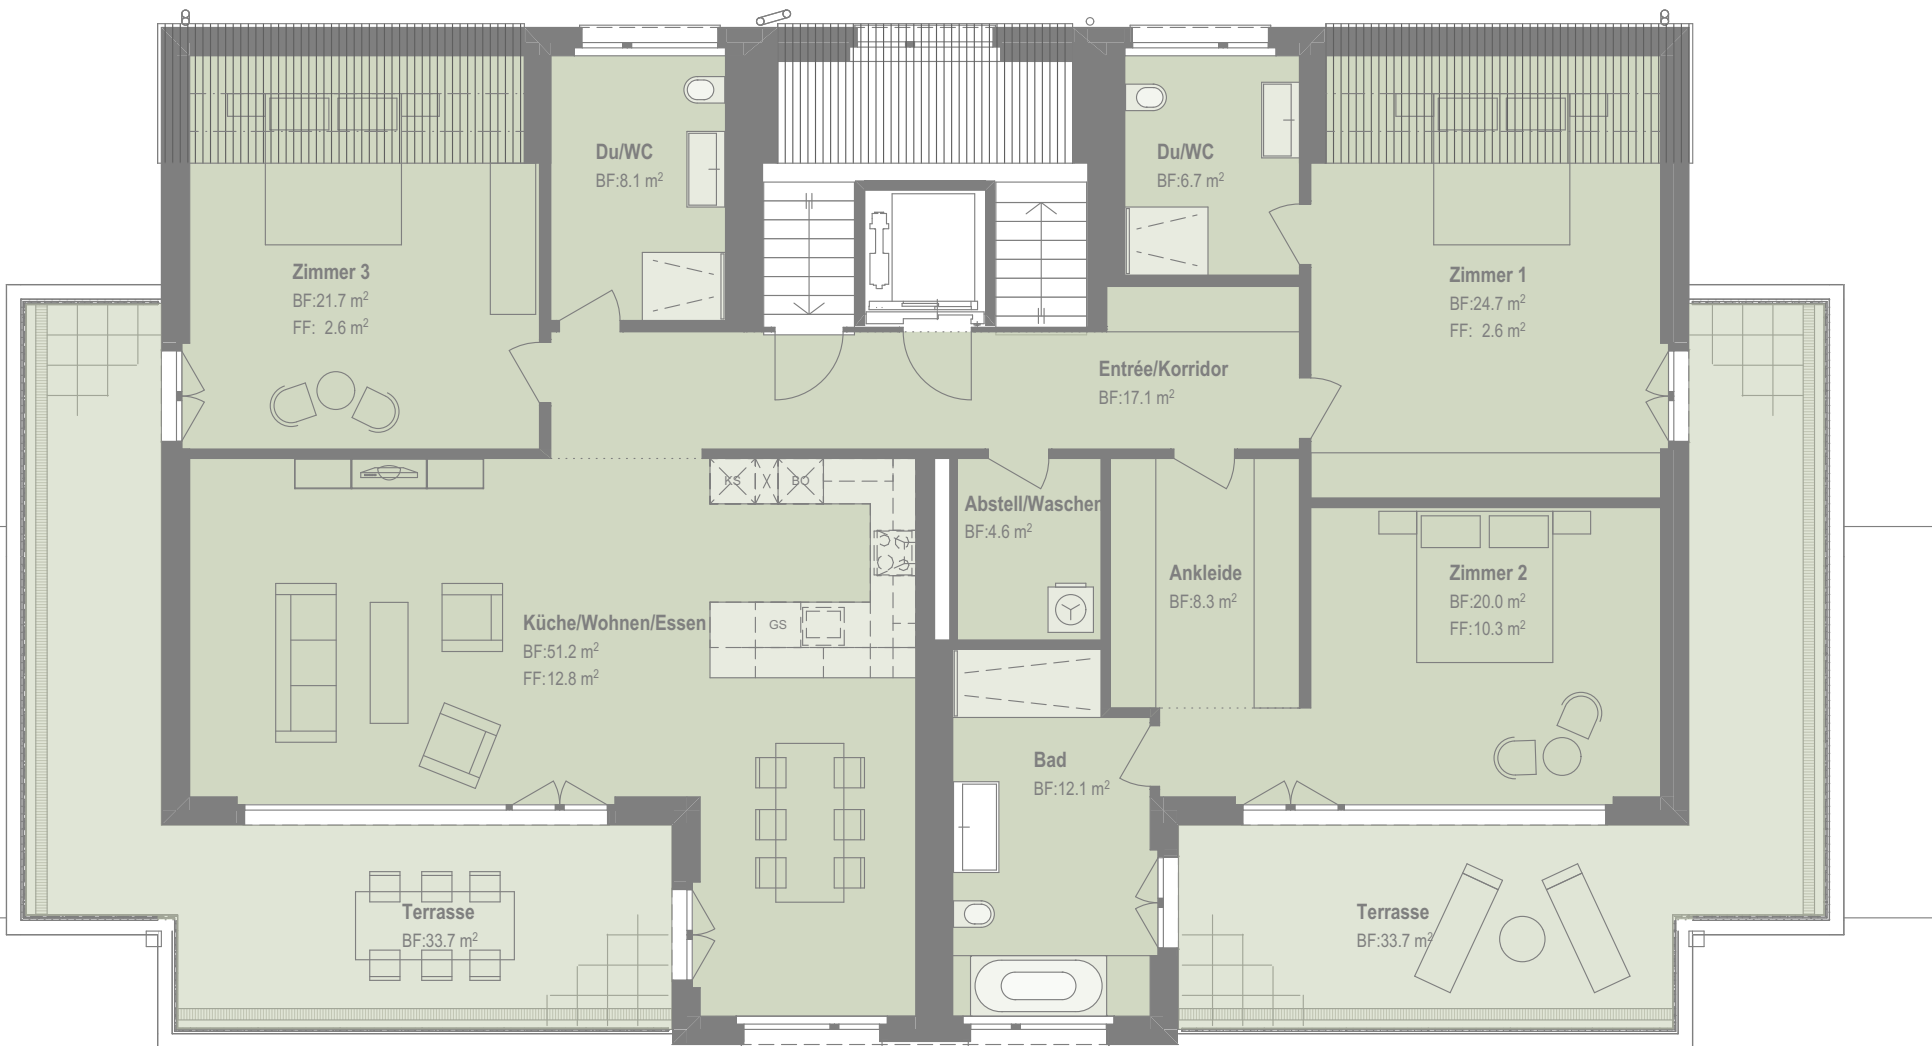 Du/WC
BF:8.1 m²
Du/WC
BF:6.7 m²
Zimmer 3
BF:21.7 m²
FF: 2.6 m²
Zimmer 1
BF:24.7 m²
FF: 2.6 m²
Entrée/Korridor
BF:17.1 m²
KS
BO
Abstell/Waschen
BF:4.6 m²
Ankleide
BF:8.3 m²
Zimmer 2
BF:20.0 m²
FF:10.3 m²
Küche/Wohnen/Essen
BF:51.2 m²
FF:12.8 m²
GS
Bad
BF:12.1 m²
Terrasse
BF:33.7 m²
Terrasse
BF:33.7 m²